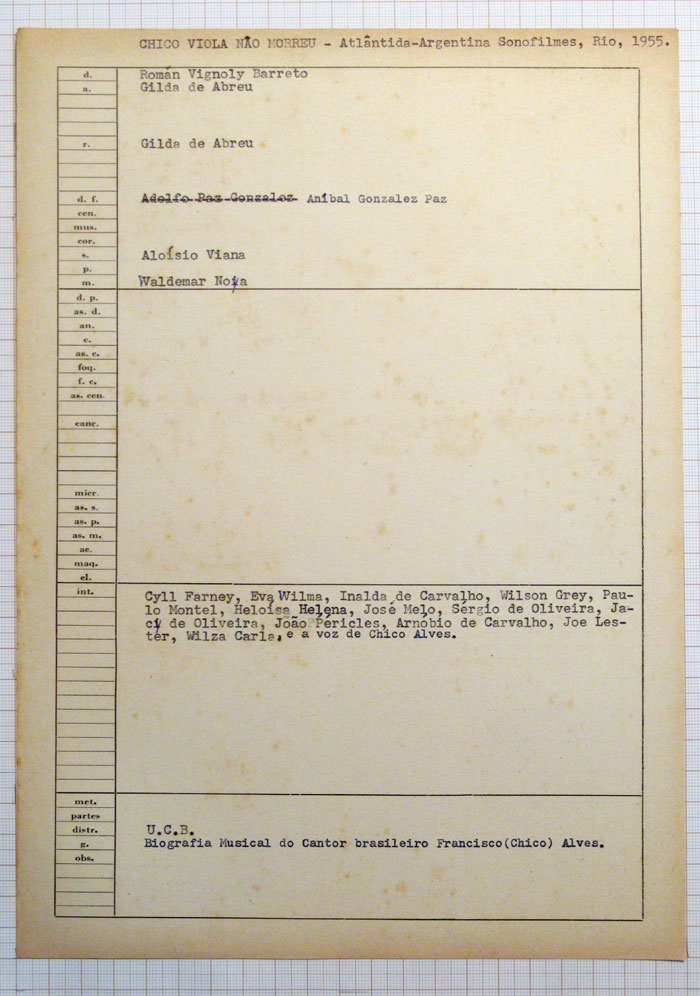 CHICO VIOLA NÃO MORREU - Atlântida-Argentina Sonofilmes, Rio, 1955.
d. Román Vignoly Barreto
a. Gilda de Abreu
r. Gilda de Abreu
d. f. Adolfo Paz Gonzalez Aníbal Gonzalez Paz
cen.
mus.
cor.
s. Aloísio Viana
p.
m. Waldemar Noya
d. p.
as. d.
an.
c.
as. c.
foq.
f. c.
as. cen.
canç.
micr.
as. s.
as. p.
as. m.
ae.
maq.
el.
int. Cyll Farney, Eva Wilma, Inalda de Carvalho, Wilson Grey, Pau-
lo Montel, Heloísa Helena, José Melo, Sérgio de Oliveira, Ja-
cy de Oliveira, João Péricles, Arnobio de Carvalho, Joe Les-
ter, Wilza Carla, e a voz de Chico Alves.
met.
partes
distr. U.C.B.
g. Biografia Musical do Cantor brasileiro Francisco(Chico) Alves.
obs.